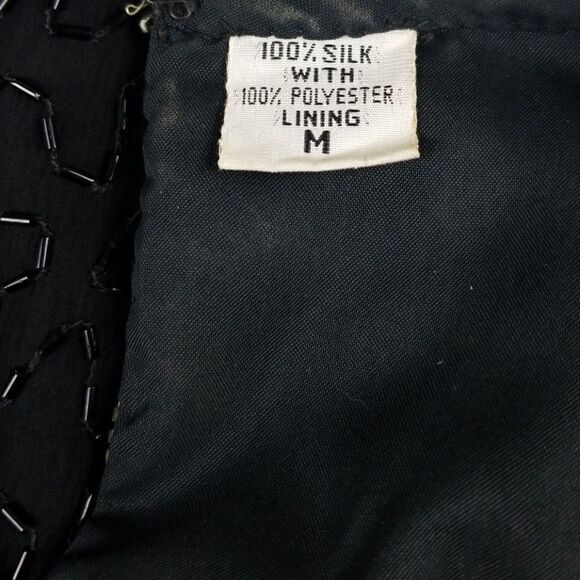 100% SILK
WITH
100% POLYESTER
LINING
M